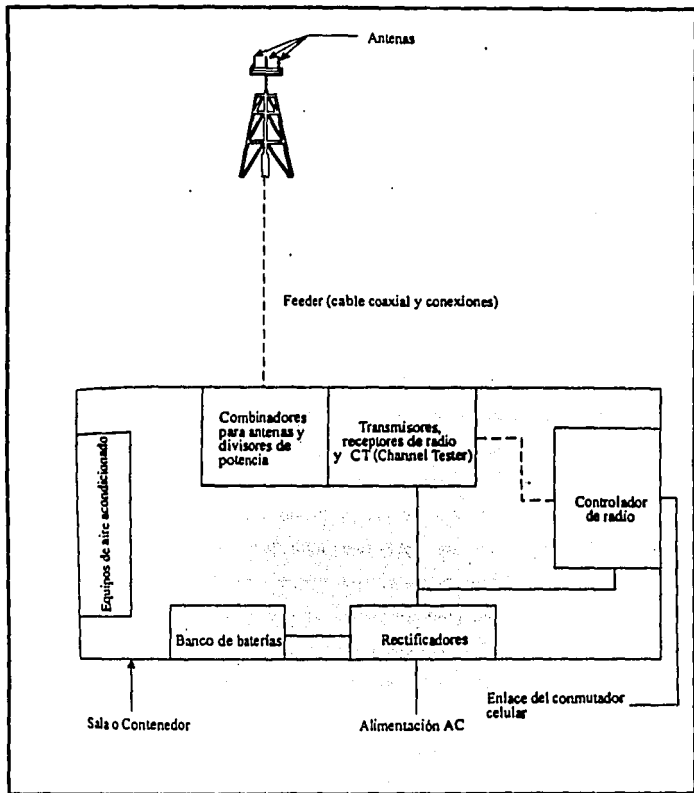 Antenas
Feeder (cable coaxial y conexiones)
Combinadores
para antenas y
divisores de
potencia
Transmisores,
receptores de radio
y CT (Channel
Tester)
Equipos de aire acondicionado
Controlador
de radio
Banco de baterías
Rectificadores
Sala o Contenedor
Alimentación AC
Enlace del conmutador
celular